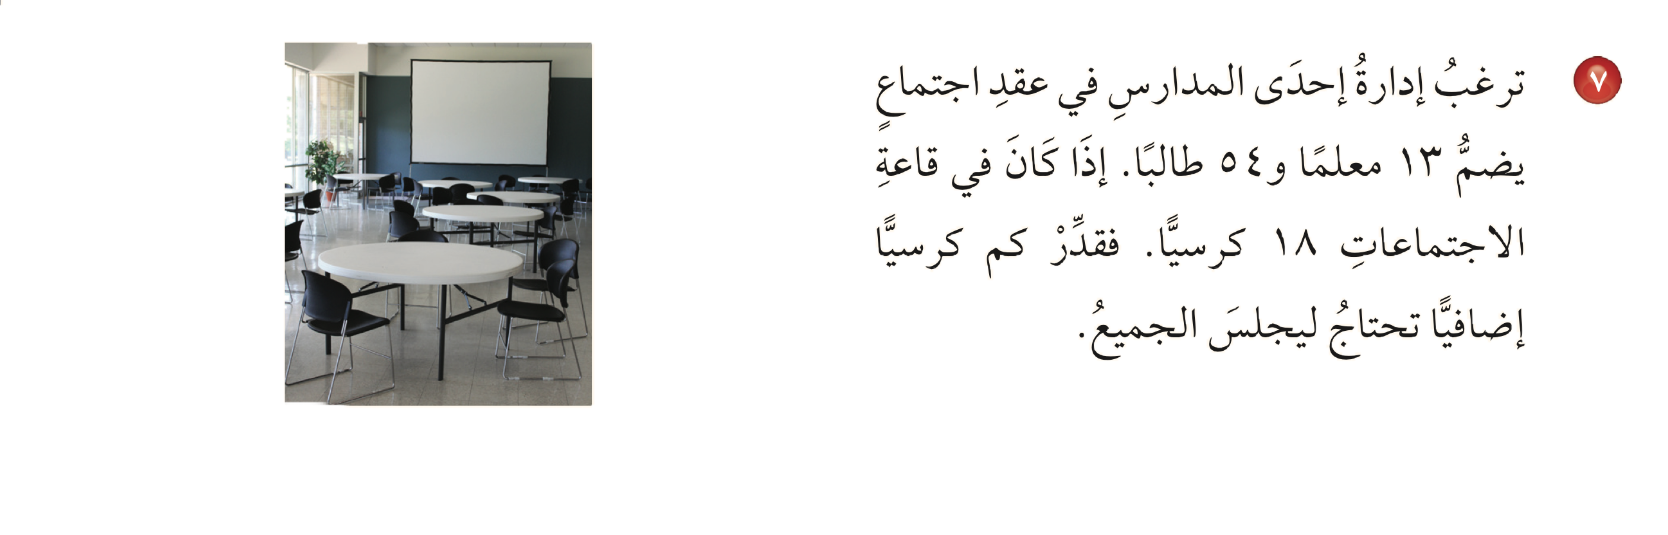 ٧ ترغبُ إدارةُ إحدَى المدارسِ في عقدِ اجتماعٍ
يضمُّ ١٣ معلمًا و٥٤ طالبًا. إذَا كَانَ في قاعةِ
الاجتماعاتِ ١٨ كرسيًّا. فقدِّرْ كم كرسيًّا
إضافيًّا تحتاجُ ليجلسَ الجميعُ.